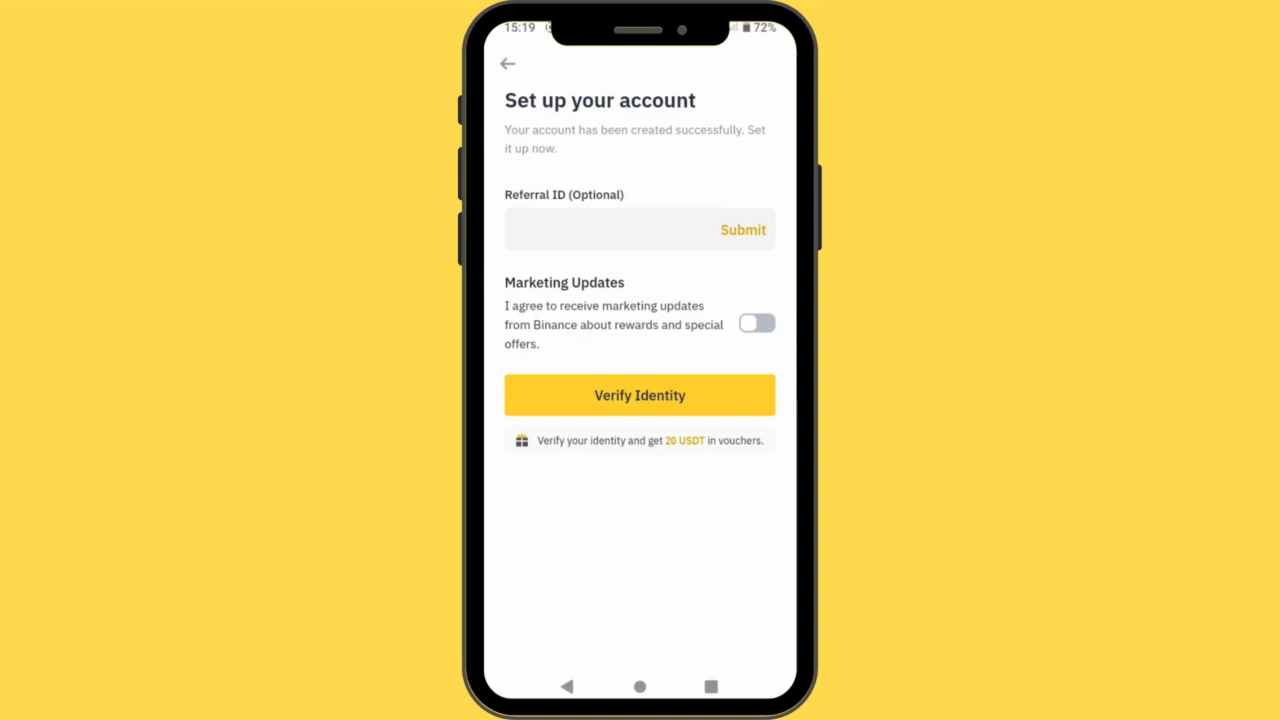 15:19
72%
Set up your account
Your account has been created successfully. Set
it up now.
Referral ID (Optional)
Submit
Marketing Updates
I agree to receive marketing updates
from Binance about rewards and special
offers.
Verify Identity
Verify your identity and get 20 USDT in vouchers.